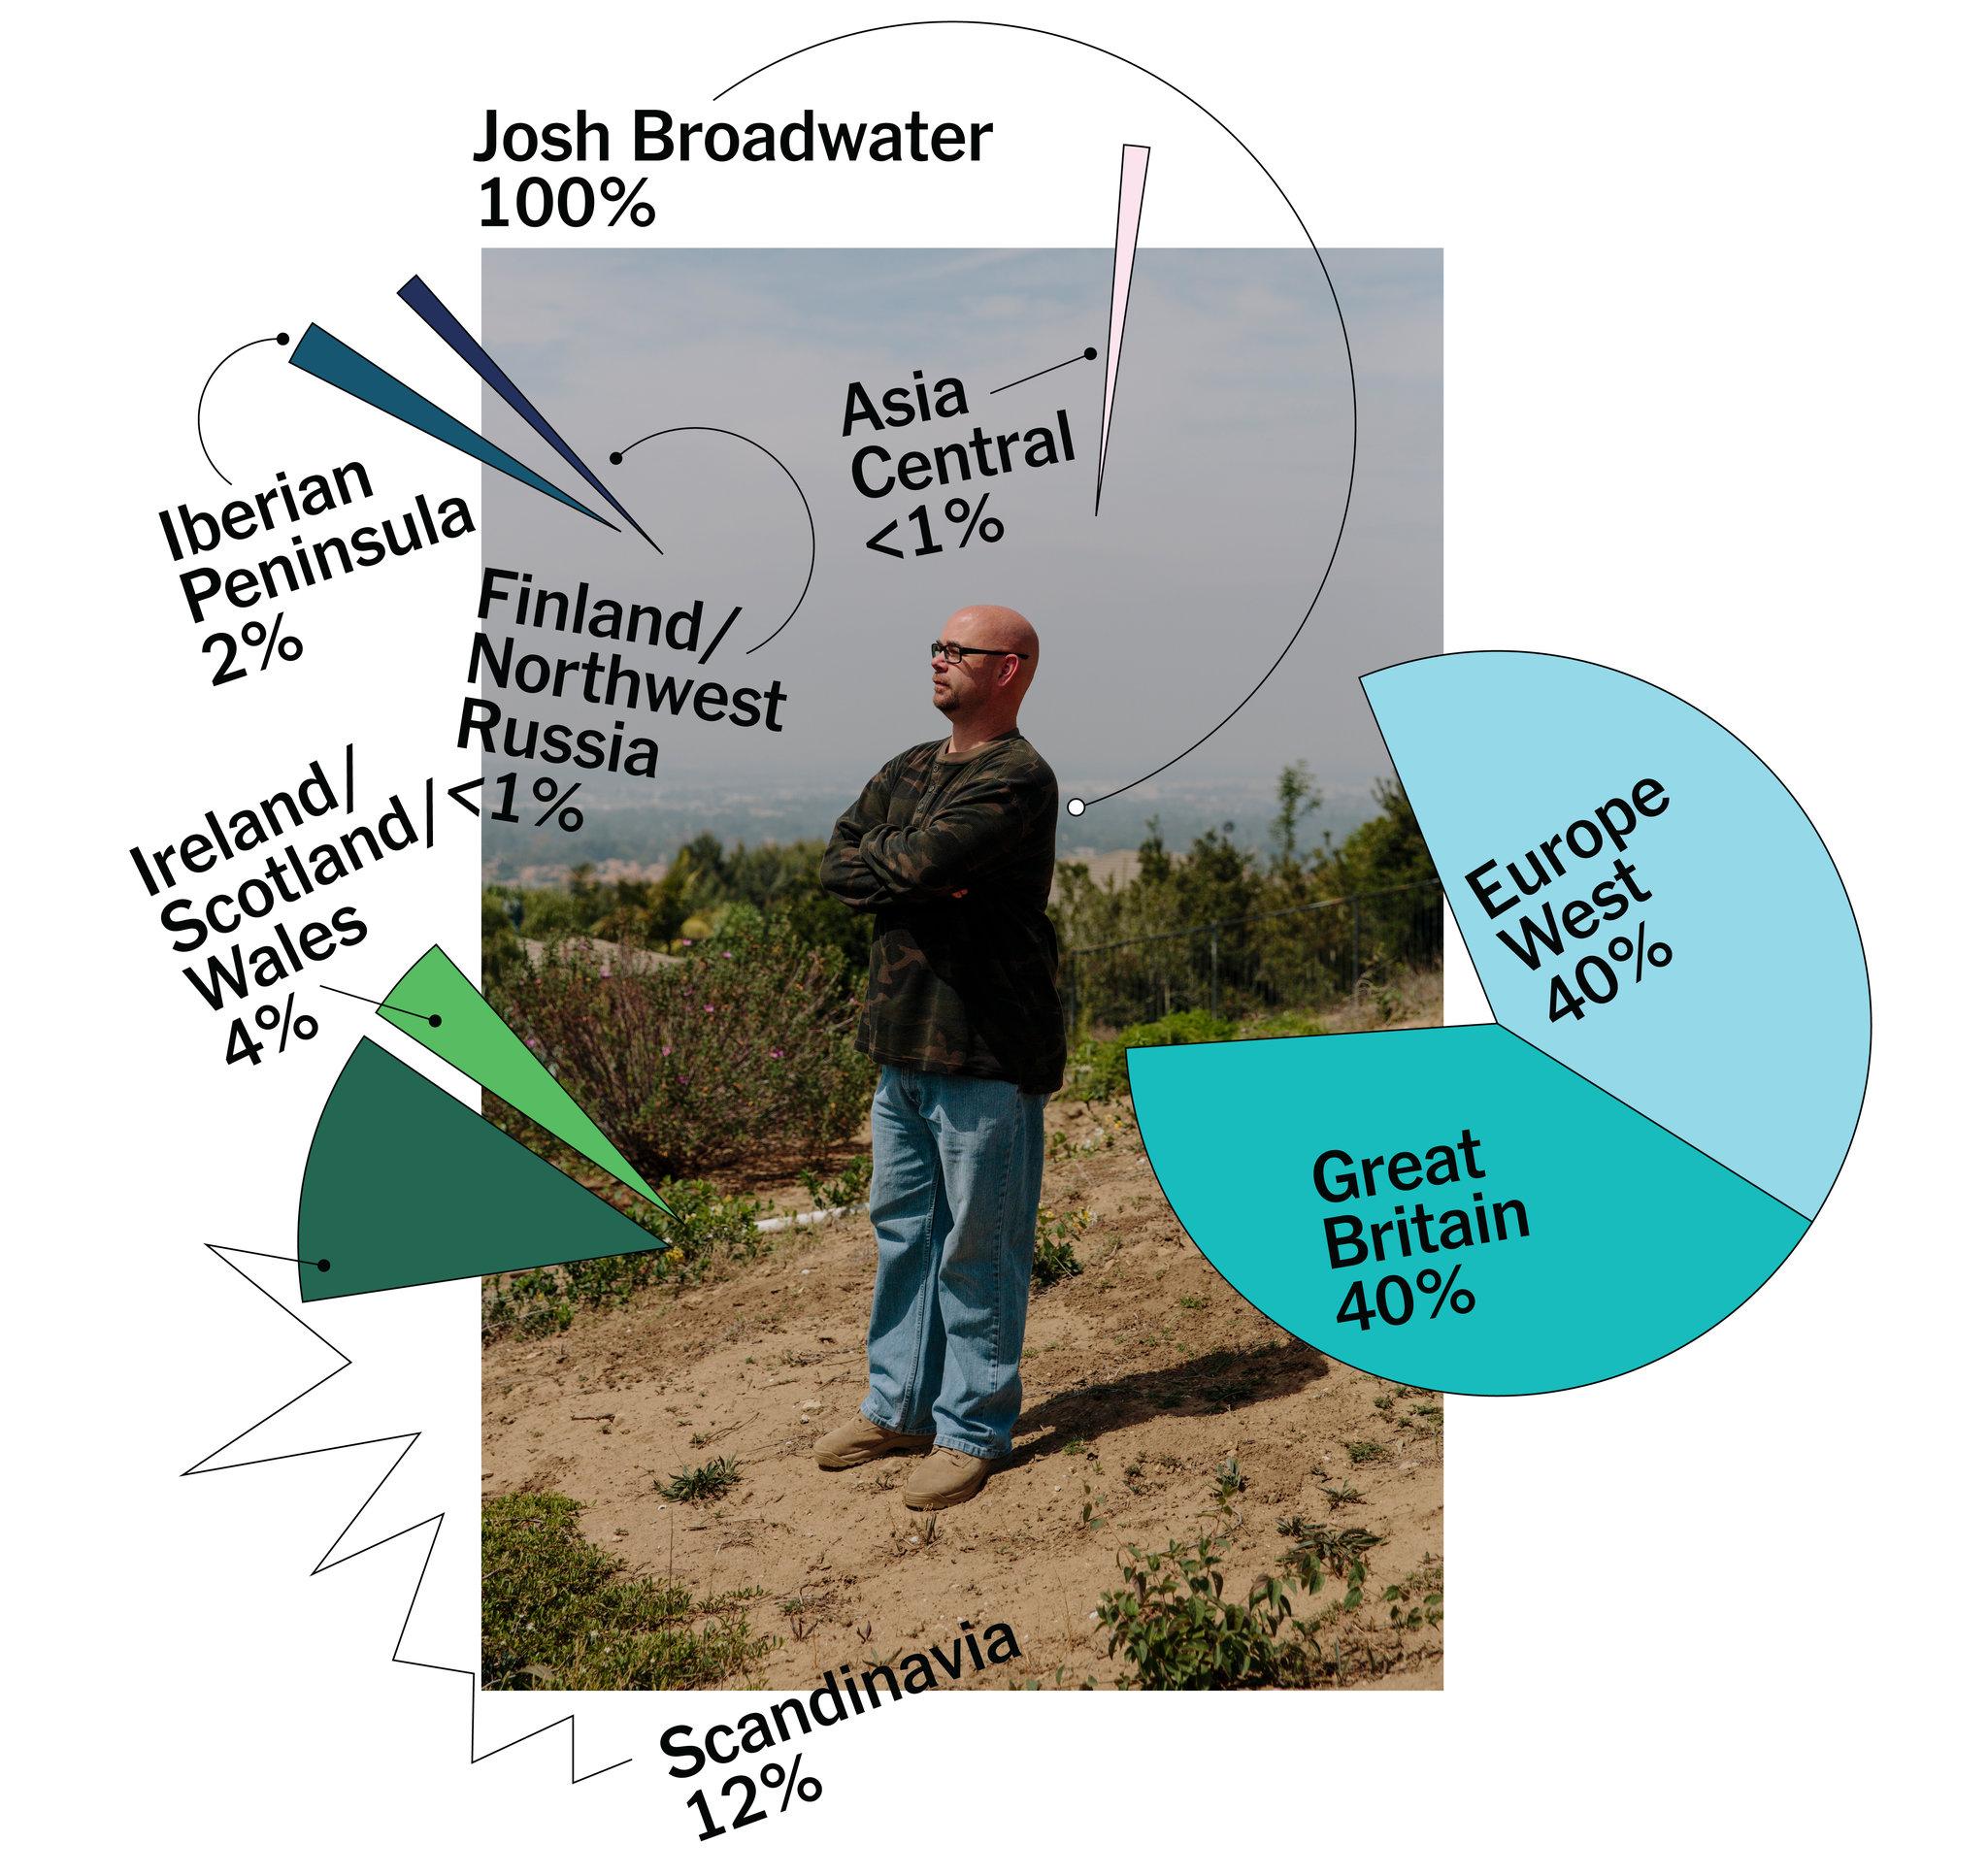 Josh Broadwater
100%
Asia
Central
<1%
Iberian
Peninsula
2%
Finland/
Northwest
Russia
<1%
Ireland/
Scotland/
Wales
4%
Europe
West
40%
Great
Britain
40%
Scandinavia
12%